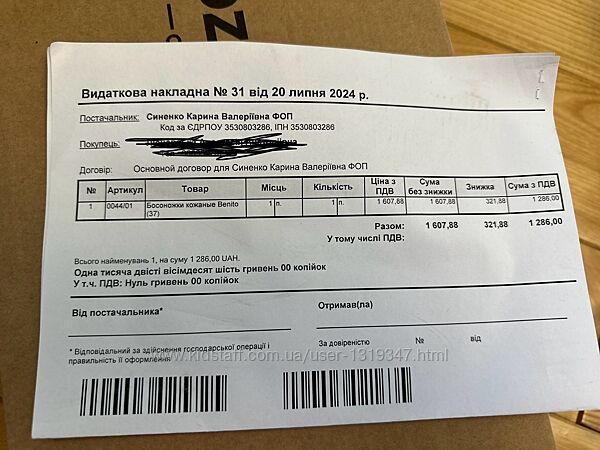 Видаткова накладна № 31 від 20 липня 2024 р.
Постачальник: Синенко Карина Валеріївна ФОП
Код за ЄДРПОУ 3530803286, ІПН 3530803286
Покупець:
Договір: Основной договор для Синенко Карина Валеріївна ФОП
№ Артикул Товар Місць Кількість Ціна з ПДВ Сума без знижки Знижка Сума з ПДВ
1 0044/01 Босоножки кожаные Benito (37) 1 п. 1 п. 1 607,88 1 607,88 321,88 1 286,00
Разом: 1 607,88 321,88 1 286,00
У тому числі ПДВ:
Всього найменувань 1, на суму 1 286,00 UAH.
Одна тисяча двісті вісімдесят шість гривень 00 копійок
У т.ч. ПДВ: Нуль гривень 00 копійок
Від постачальника* Отримав(ла)
* Відповідальний за здійснення господарської операції і
правильність її оформлення
За довіреністю № від
www.kidstaff.com.ua/user-1319347.html